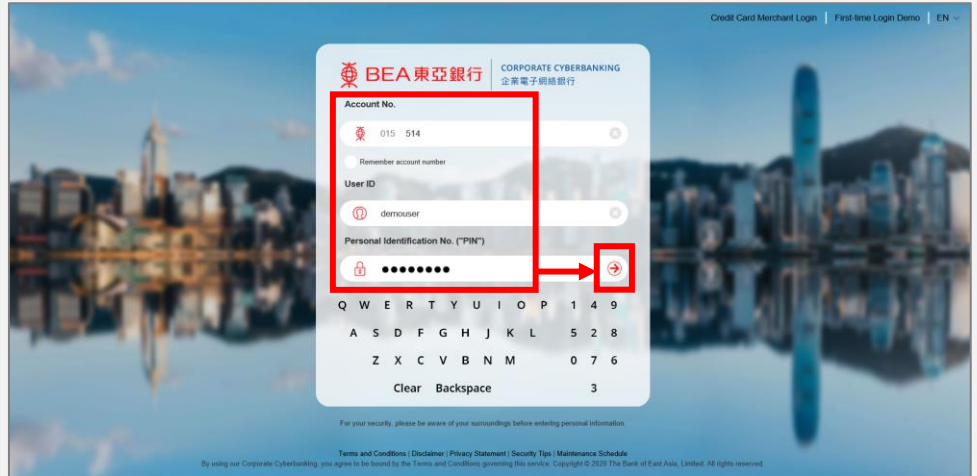 Credit Card Merchant Login | First-time Login Demo | EN
BEA東亞銀行 | CORPORATE CYBERBANKING
企業電子網絡銀行
Account No.
015 514
Remember account number
User ID
demouser
Personal Identification No. ("PIN")
●●●●●●●●
Q W E R T Y U I O P 1 4 9
A S D F G H J K L 5 2 8
Z X C V B N M 0 7 6
Clear Backspace 3
For your security, please be aware of your surroundings before entering personal information.
Terms and Conditions | Disclaimer | Privacy Statement | Security Tips | Maintenance Schedule
By using our Corporate Cyberbanking, you agree to be bound by the Terms and Conditions governing this service. Copyright © 2020 The Bank of East Asia, Limited. All rights reserved.